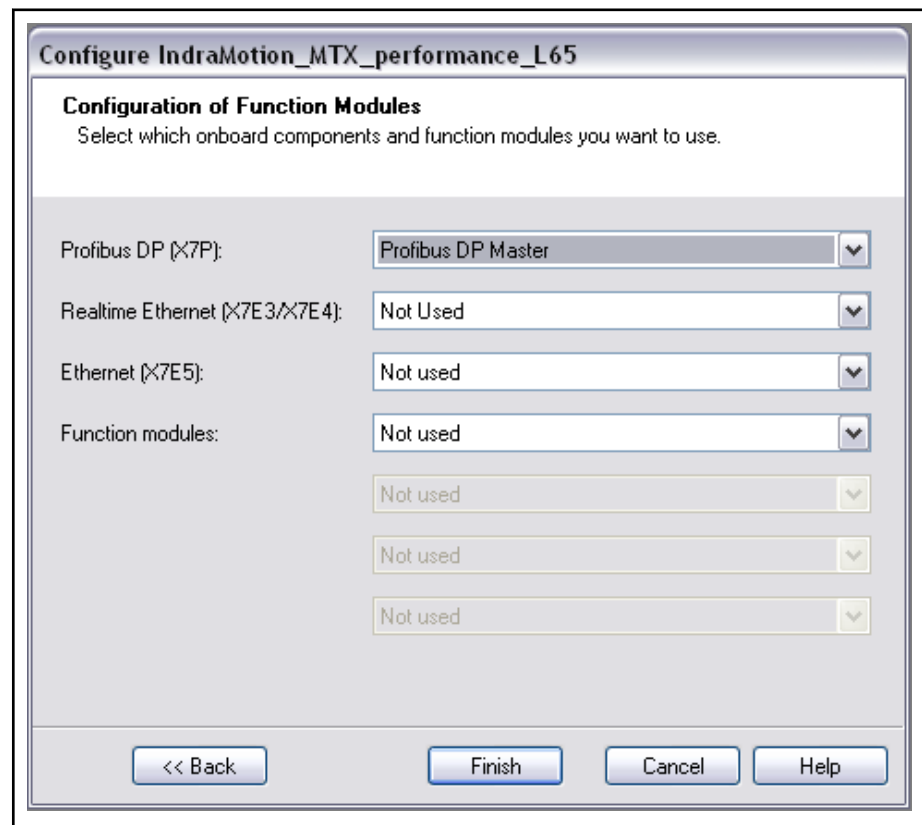 Configure IndraMotion_MTX_performance_L65
Configuration of Function Modules
Select which onboard components and function modules you want to use.
Profibus DP (X7P): Profibus DP Master
Realtime Ethernet (X7E3/X7E4): Not Used
Ethernet (X7E5): Not used
Function modules: Not used
Not used
Not used
Not used
<< Back Finish Cancel Help